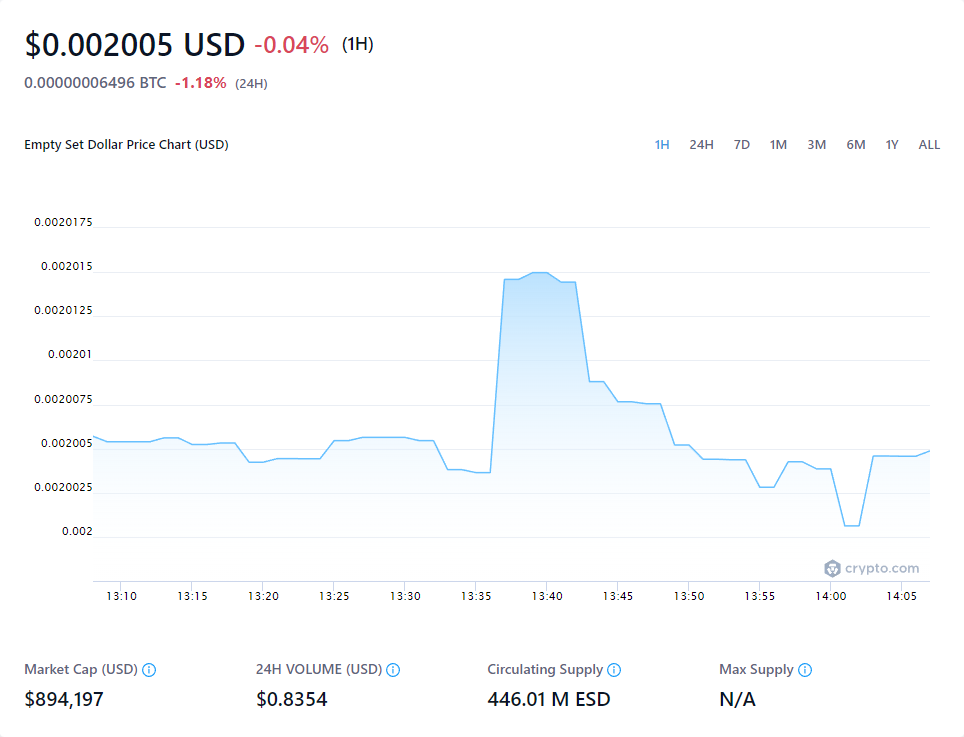 $0.002005 USD -0.04% (1H)
0.00000006496 BTC -1.18% (24H)
Empty Set Dollar Price Chart (USD)
1H 24H 7D 1M 3M 6M 1Y ALL
0.0020175
0.002015
0.0020125
0.00201
0.0020075
0.002005
0.0020025
0.002
crypto.com
13:10 13:15 13:20 13:25 13:30 13:35 13:40 13:45 13:50 13:55 14:00 14:05
Market Cap (USD) 24H VOLUME (USD) Circulating Supply Max Supply
$894,197 $0.8354 446.01 M ESD N/A